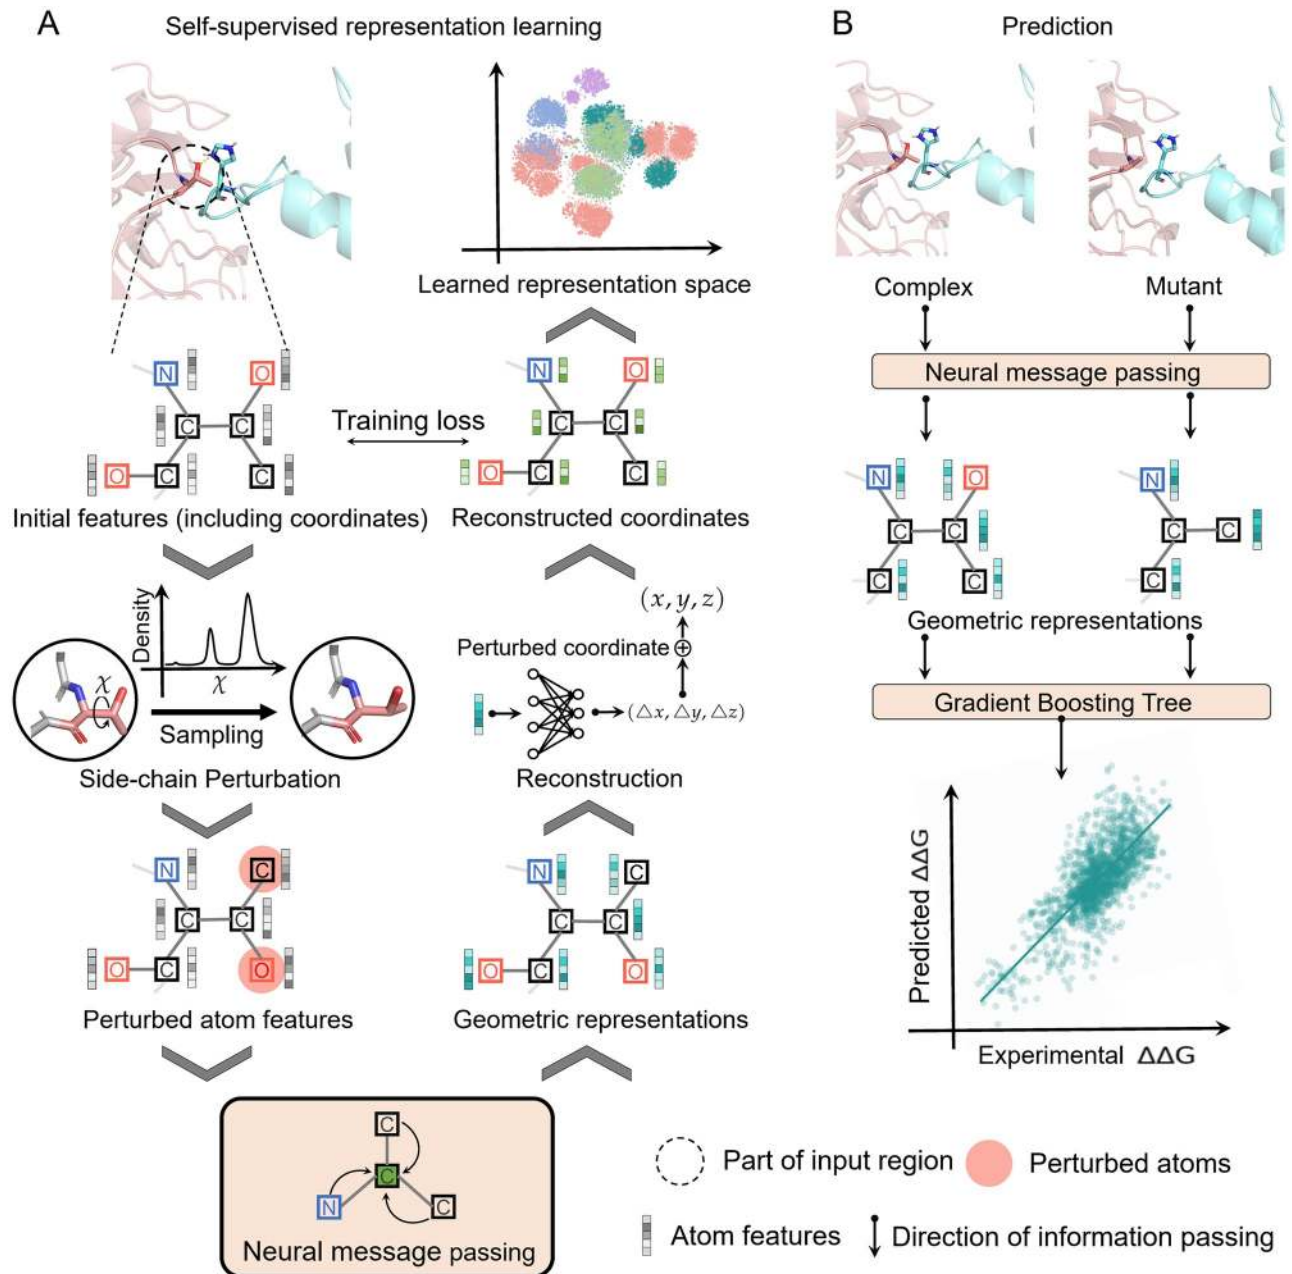 A
Self-supervised representation learning
Learned representation space
N
O
C
C
O
C
C
Initial features (including coordinates)
Training loss
N
O
C
C
O
C
C
Reconstructed coordinates
Density
χ
χ
Sampling
Side-chain Perturbation
(x, y, z)
Perturbed coordinate ⊕
(△x, △y, △z)
Reconstruction
N
C
C
C
O
C
O
Perturbed atom features
N
C
C
C
O
C
O
Geometric representations
C
C
N
C
Neural message passing
B
Prediction
Complex
Mutant
Neural message passing
N
O
C
C
C
C
N
C
C
C
Geometric representations
Gradient Boosting Tree
Predicted ΔΔG
Experimental ΔΔG
Part of input region
Perturbed atoms
Atom features
Direction of information passing